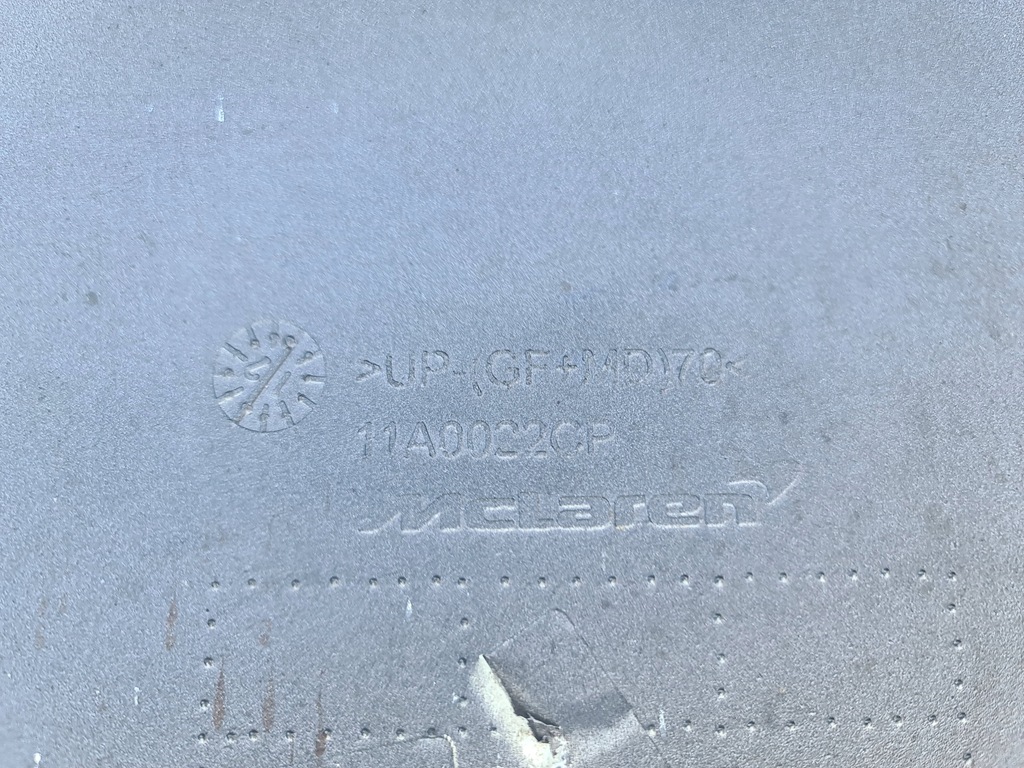 >UP-(GF+MD)70<
11A0022CP
McLaren